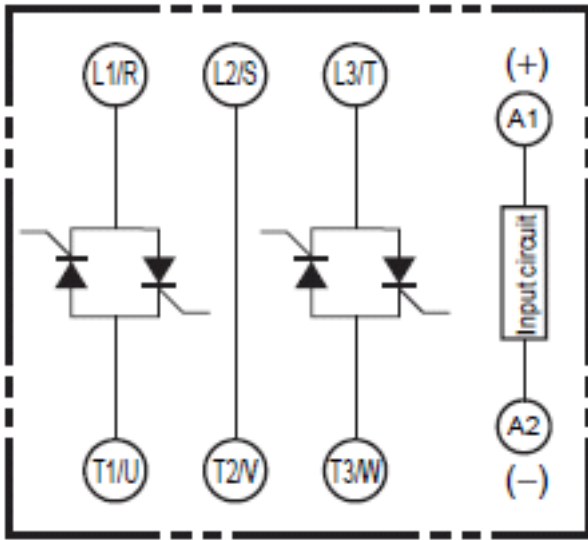 L1/R L2/S L3/T (+)
A1
Input circuit
A2
T1/U T2/V T3/W (−)